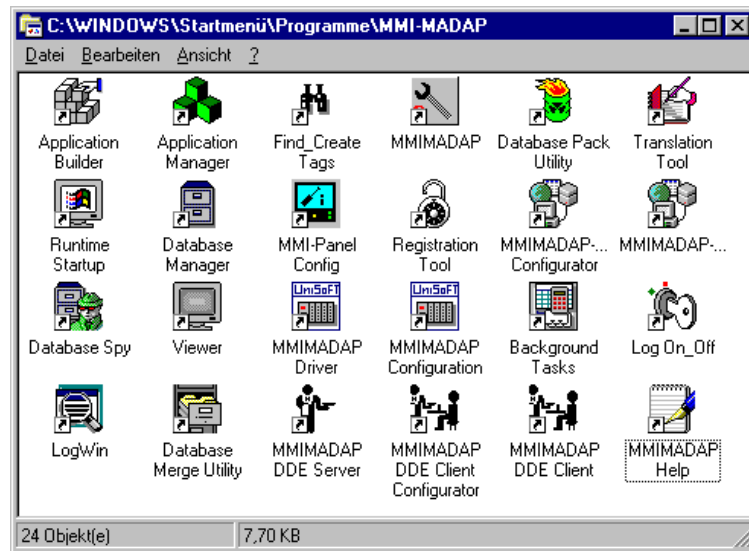 C:\WINDOWS\Startmenü\Programme\MMI-MADAP
Datei Bearbeiten Ansicht ?
Application Application Find_Create MMIMADAP Database Pack Translation
Builder Manager Tags Utility Tool
Runtime Database MMI-Panel Registration MMIMADAP-... MMIMADAP-...
Startup Manager Config Tool Configurator
UniSoFT UniSoFT
Database Spy Viewer MMIMADAP MMIMADAP Background Log On_Off
Driver Configuration Tasks
LogWin Database MMIMADAP MMIMADAP MMIMADAP MMIMADAP
Merge Utility DDE Server DDE Client DDE Client Help
Configurator
24 Objekt(e) 7,70 KB